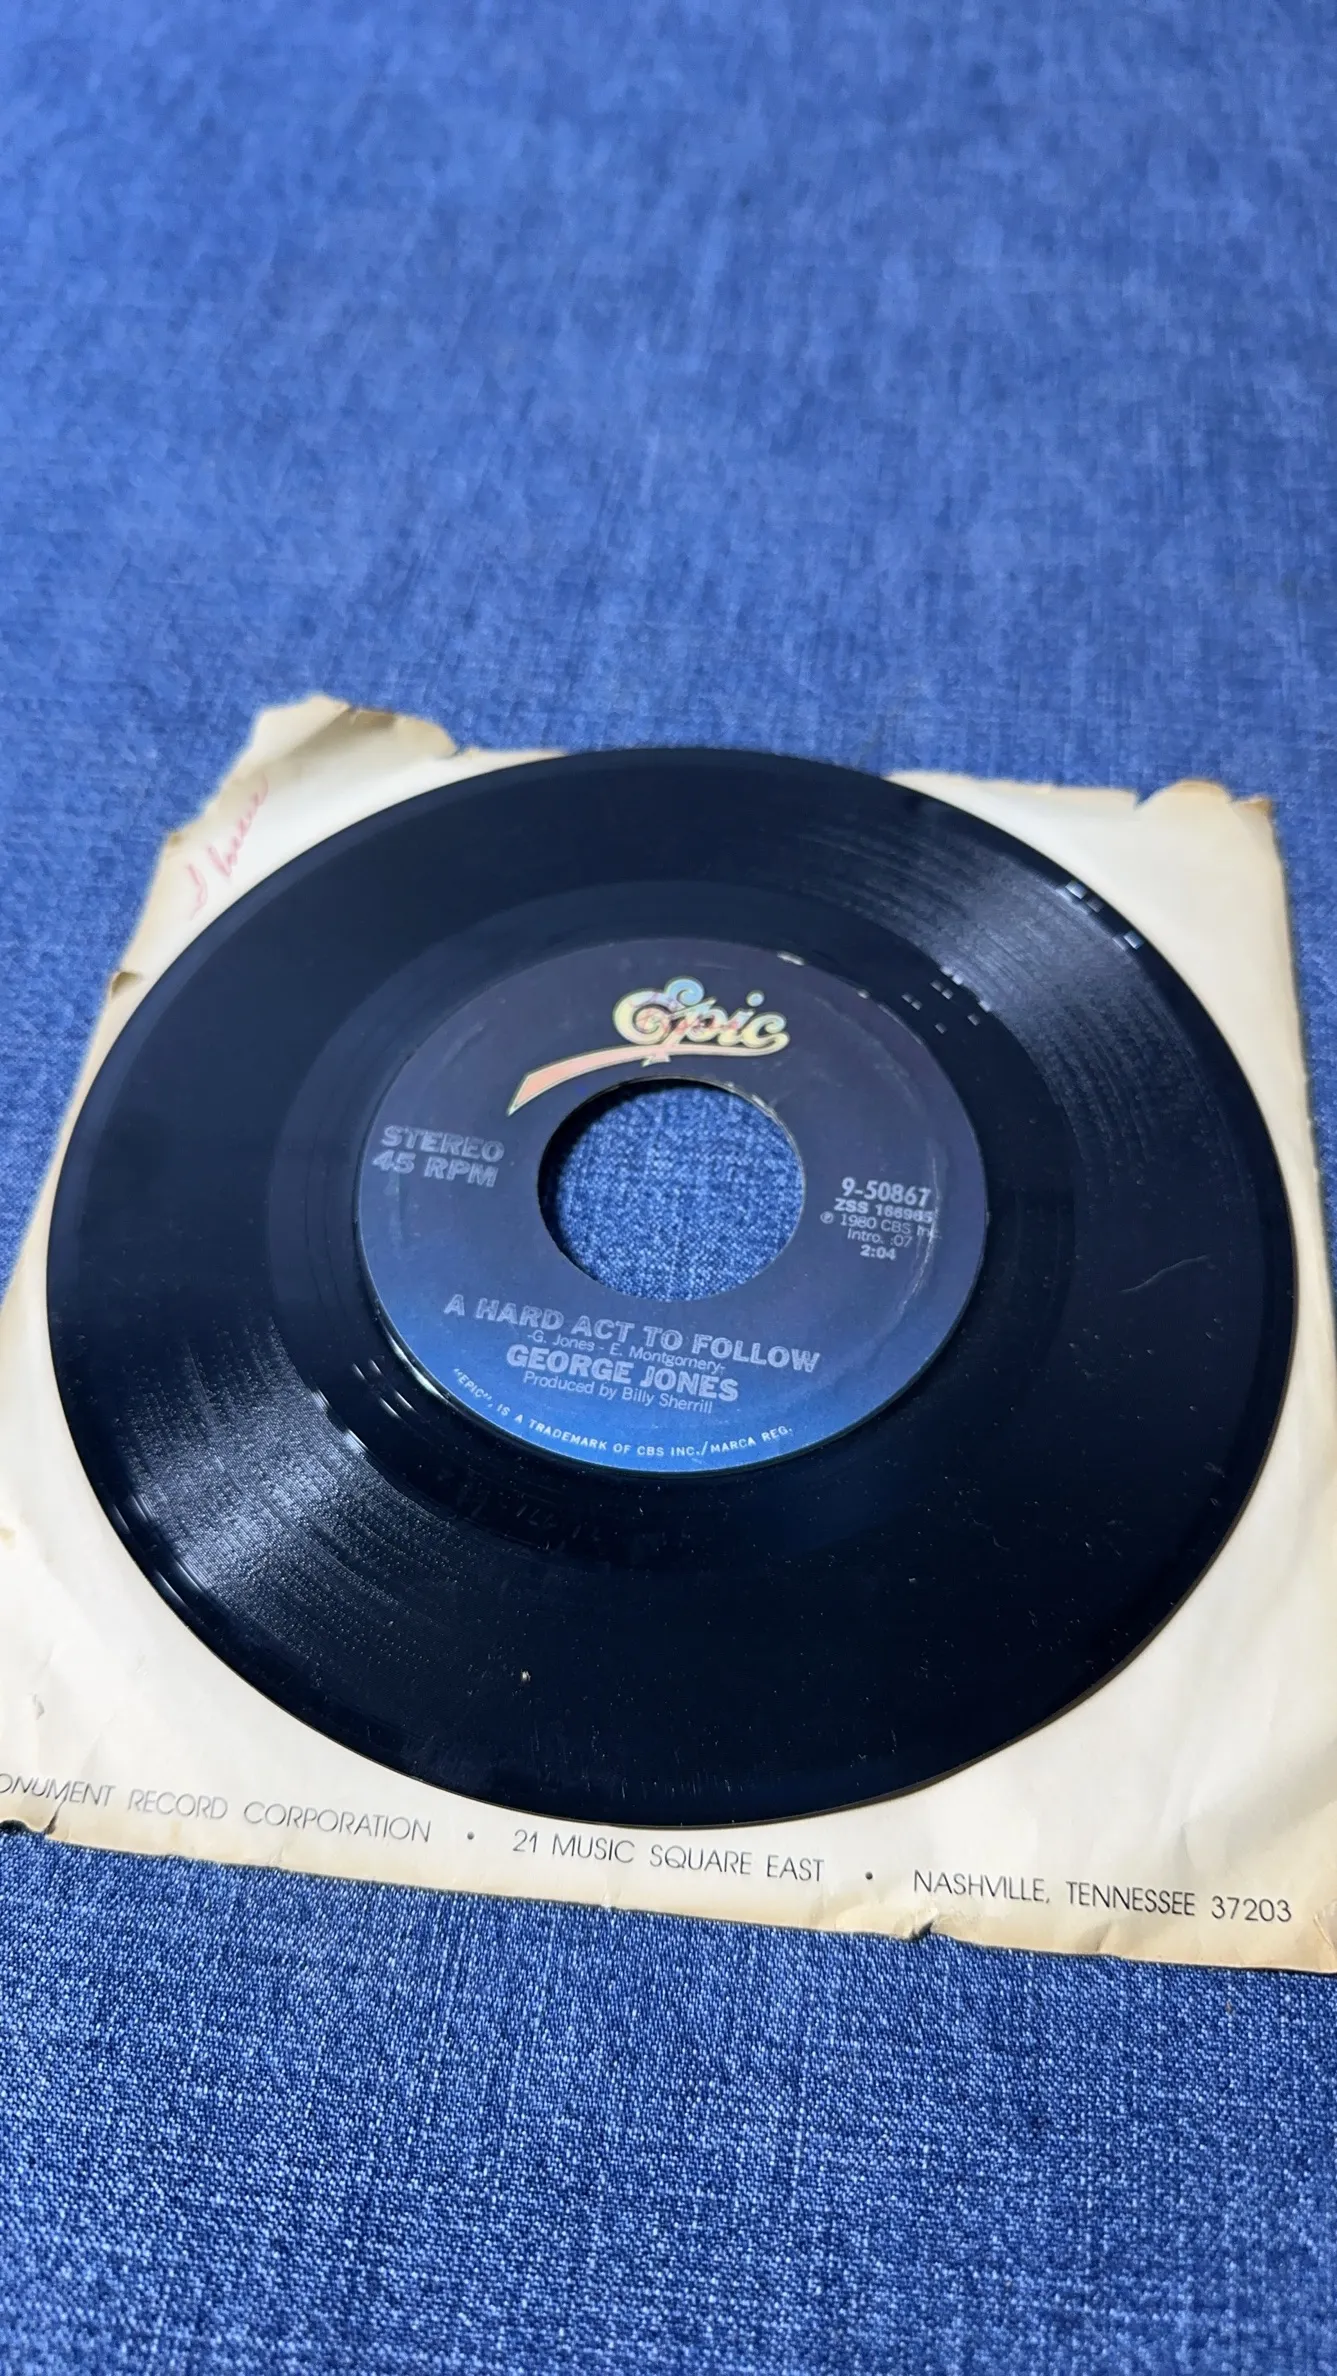 Epic
STEREO
45 RPM
9-50867
ZSS 166965
℗ 1980 CBS Inc.
Intro. :07
2:04
A HARD ACT TO FOLLOW
-G. Jones - E. Montgomery-
GEORGE JONES
Produced by Billy Sherrill
"EPIC", IS A TRADEMARK OF CBS INC./MARCA REG.
ONUMENT RECORD CORPORATION • 21 MUSIC SQUARE EAST • NASHVILLE, TENNESSEE 37203